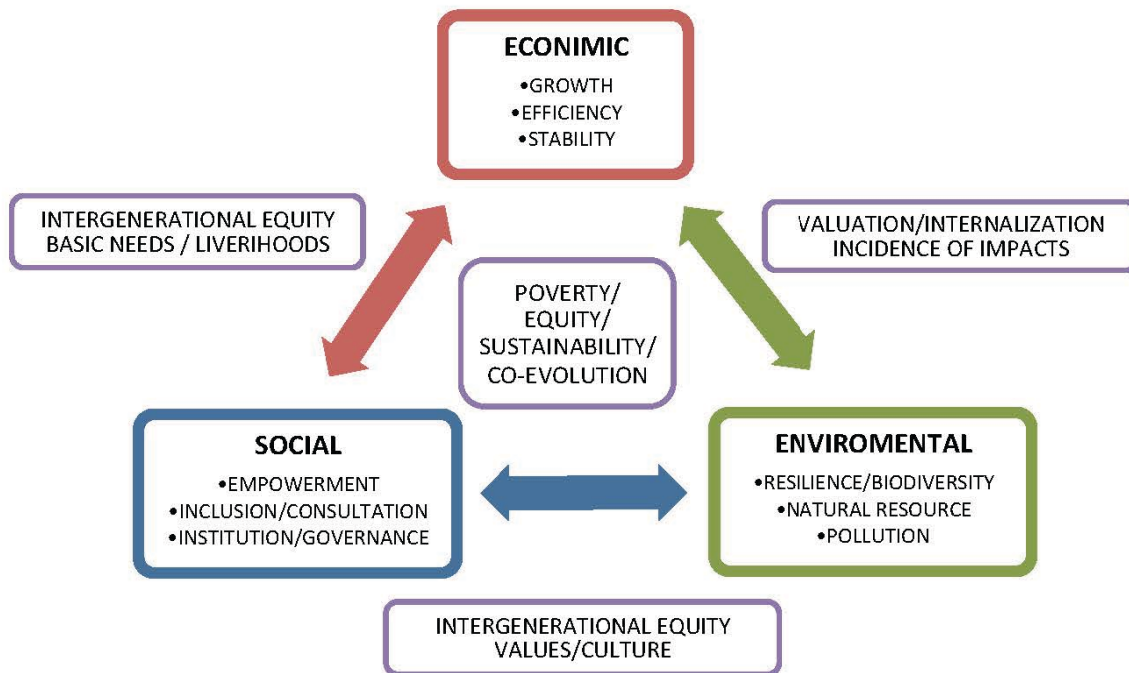 ECONIMIC
•GROWTH
•EFFICIENCY
•STABILITY
INTERGENERATIONAL EQUITY
BASIC NEEDS / LIVERIHOODS
VALUATION/INTERNALIZATION
INCIDENCE OF IMPACTS
POVERTY/
EQUITY/
SUSTAINABILITY/
CO-EVOLUTION
SOCIAL
•EMPOWERMENT
•INCLUSION/CONSULTATION
•INSTITUTION/GOVERNANCE
ENVIROMENTAL
•RESILIENCE/BIODIVERSITY
•NATURAL RESOURCE
•POLLUTION
INTERGENERATIONAL EQUITY
VALUES/CULTURE